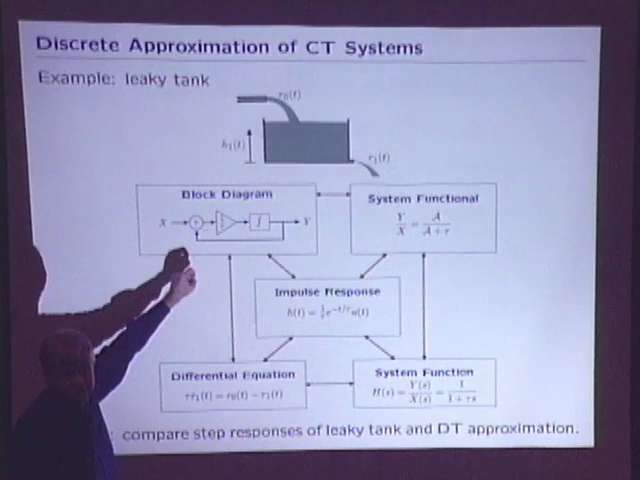 Discrete Approximation of CT Systems
Example: leaky tank
r₀(t)
h₁(t)
r₁(t)
Block Diagram
X + ∫ Y
System Functional
Y/X = A/(A+τ)
Impulse Response
h(t) = 1/τ e^{-t/τ} u(t)
Differential Equation
τṙ₁(t) = r₀(t) − r₁(t)
System Function
H(s) = Y(s)/X(s) = 1/(1+τs)
compare step responses of leaky tank and DT approximation.